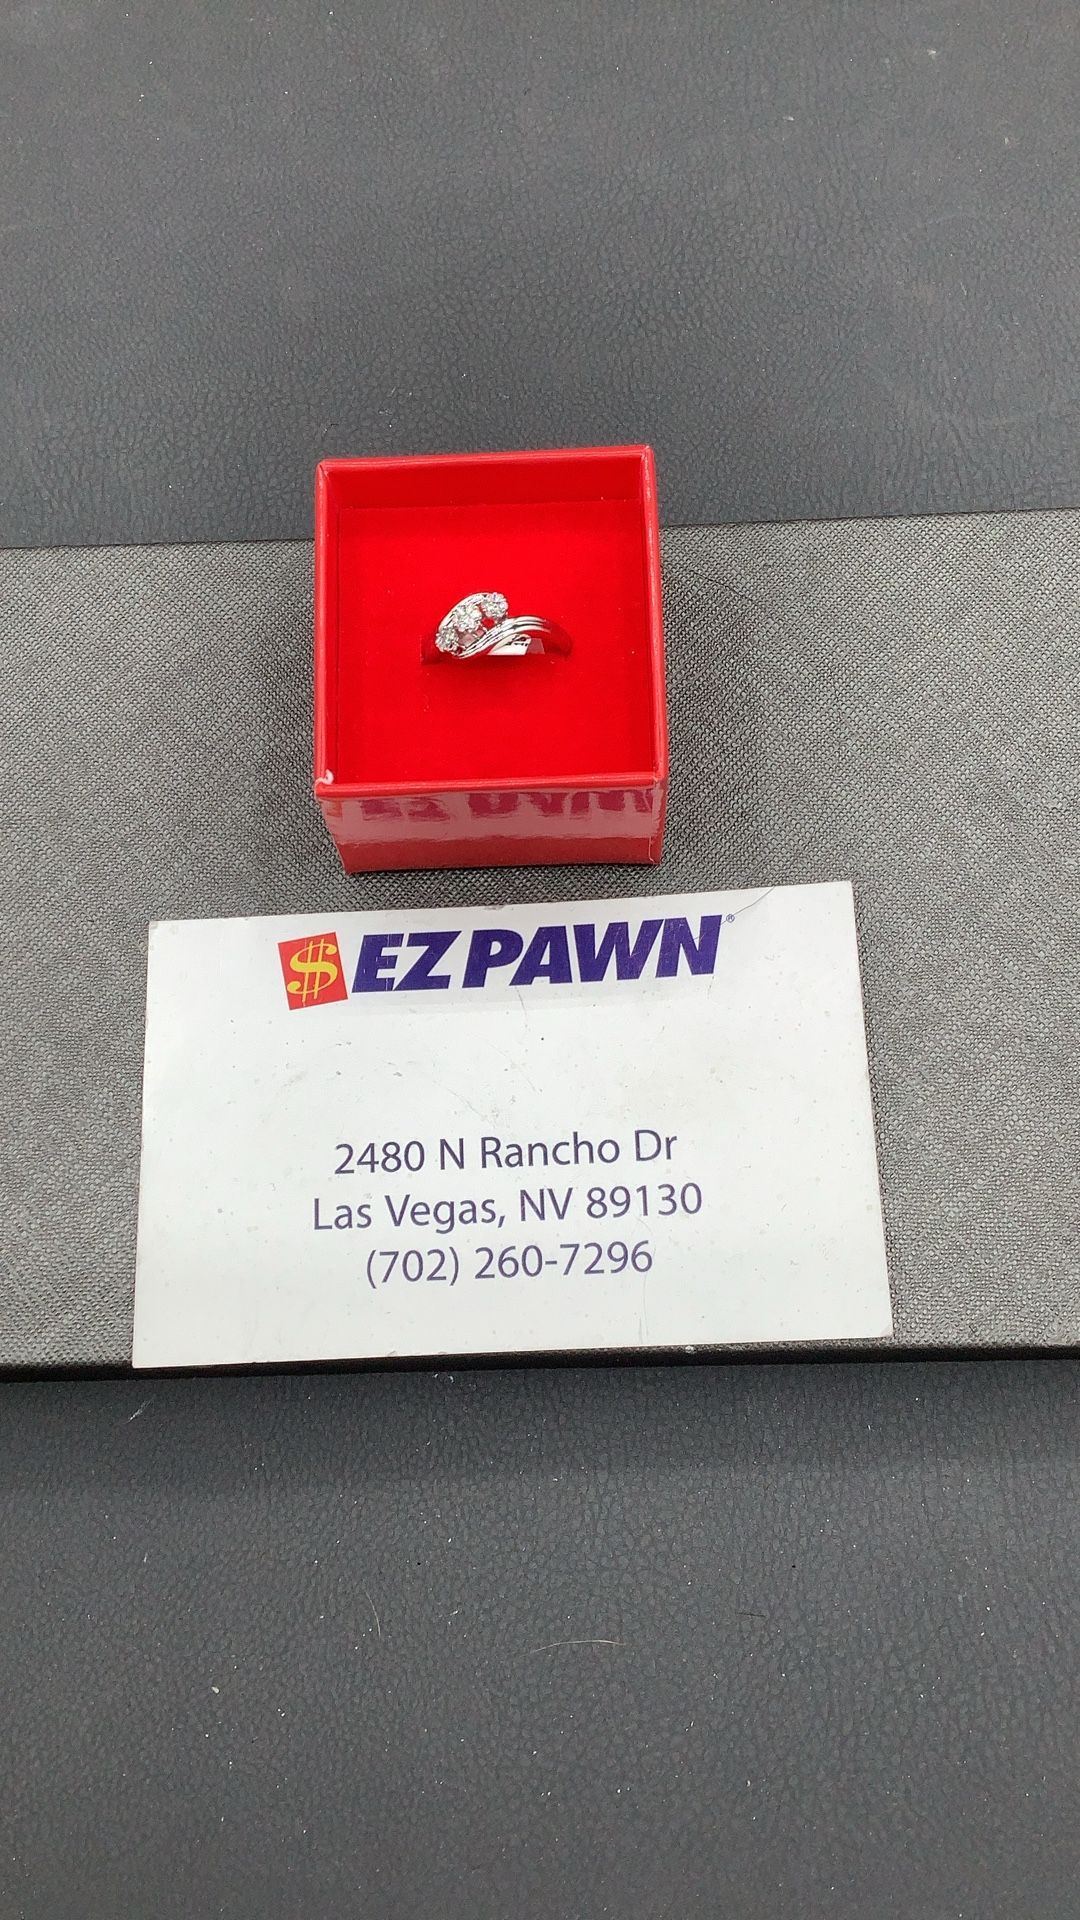 $ EZPAWN®
2480 N Rancho Dr
Las Vegas, NV 89130
(702) 260-7296